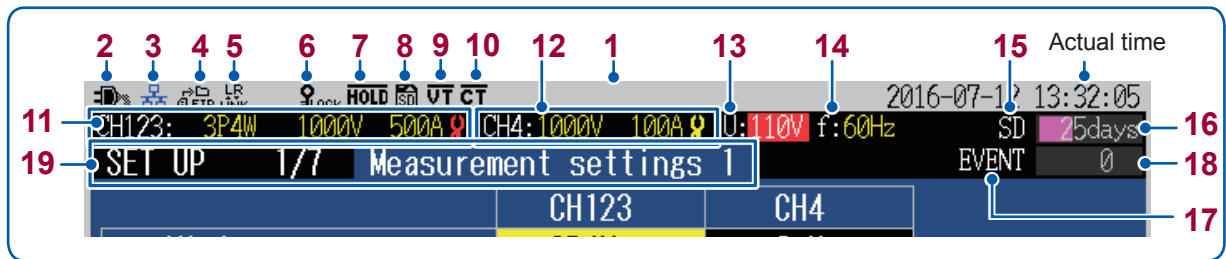 2 3 4 5 6 7 8 9 10 12 1 13 14 15 Actual time
LR
FTP LINK LOCK HOLD SD VT CT 2016-07-12 13:32:05
11 CH123: 3P4W 1000V 500A CH4: 1000V 100A U:110V f:60Hz SD 25days 16
19 SET UP 1/7 Measurement settings 1 EVENT 0 18
17
CH123 CH4